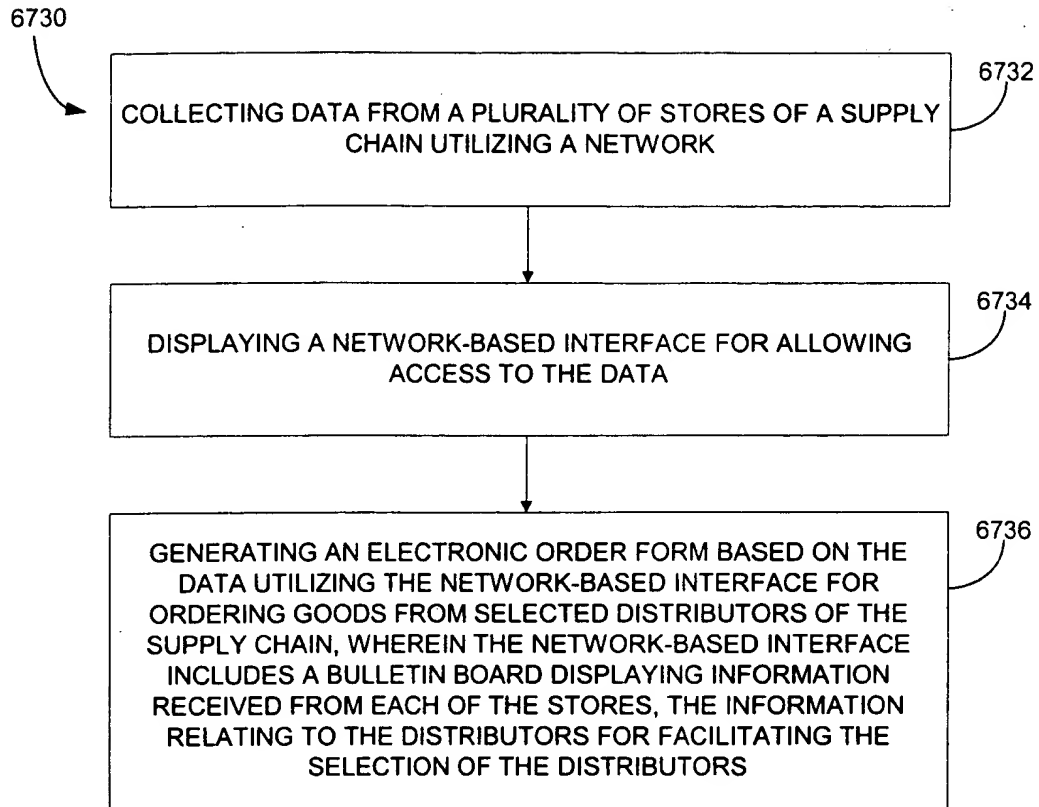 6730
6732
COLLECTING DATA FROM A PLURALITY OF STORES OF A SUPPLY
CHAIN UTILIZING A NETWORK
6734
DISPLAYING A NETWORK-BASED INTERFACE FOR ALLOWING
ACCESS TO THE DATA
6736
GENERATING AN ELECTRONIC ORDER FORM BASED ON THE
DATA UTILIZING THE NETWORK-BASED INTERFACE FOR
ORDERING GOODS FROM SELECTED DISTRIBUTORS OF THE
SUPPLY CHAIN, WHEREIN THE NETWORK-BASED INTERFACE
INCLUDES A BULLETIN BOARD DISPLAYING INFORMATION
RECEIVED FROM EACH OF THE STORES, THE INFORMATION
RELATING TO THE DISTRIBUTORS FOR FACILITATING THE
SELECTION OF THE DISTRIBUTORS